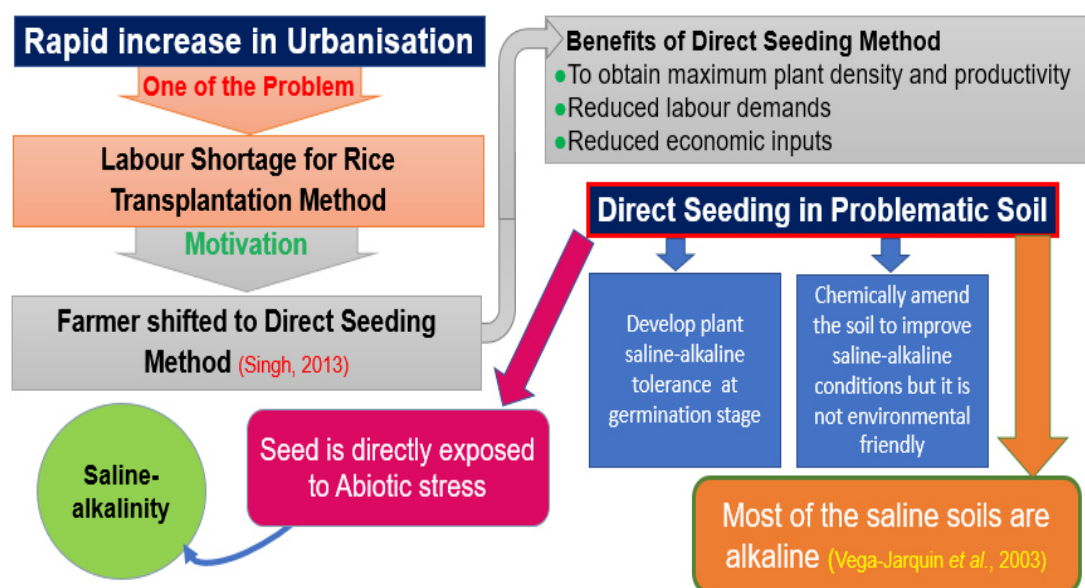 Rapid increase in Urbanisation
One of the Problem
Labour Shortage for Rice
Transplantation Method
Motivation
Farmer shifted to Direct Seeding
Method (Singh, 2013)
Benefits of Direct Seeding Method
●To obtain maximum plant density and productivity
●Reduced labour demands
●Reduced economic inputs
Direct Seeding in Problematic Soil
Develop plant
saline-alkaline
tolerance at
germination stage
Chemically amend
the soil to improve
saline-alkaline
conditions but it is
not environmental
friendly
Seed is directly exposed
to Abiotic stress
Saline-
alkalinity
Most of the saline soils are
alkaline (Vega-Jarquin et al., 2003)